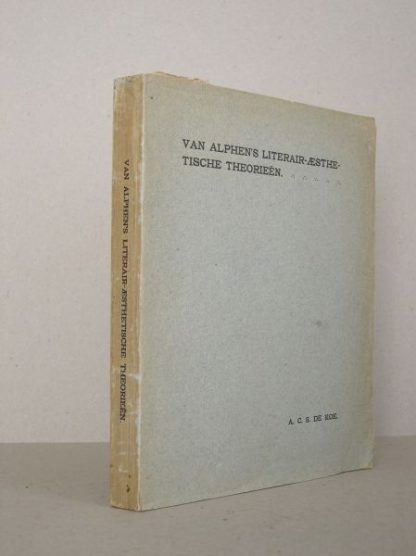 VAN ALPHEN'S LITERAIR-ÆSTHE-
TISCHE THEORIEËN.
A. C. S. DE KOE.
VAN ALPHEN'S LITERAIR-ÆSTHETISCHE THEORIEËN